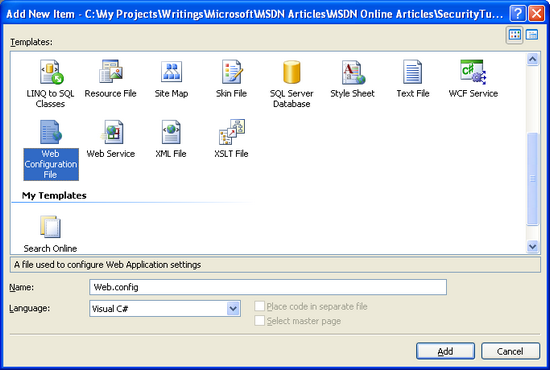 Add New Item - C:\My Projects\Writings\Microsoft\MSDN Articles\MSDN Online Articles\SecurityTu...
Templates:
LINQ to SQL Classes
Resource File
Site Map
Skin File
SQL Server Database
Style Sheet
Text File
WCF Service
Web Configuration File
Web Service
XML File
XSLT File
My Templates
Search Online
A file used to configure Web Application settings
Name:
Web.config
Language:
Visual C#
Place code in separate file
Select master page
Add
Cancel